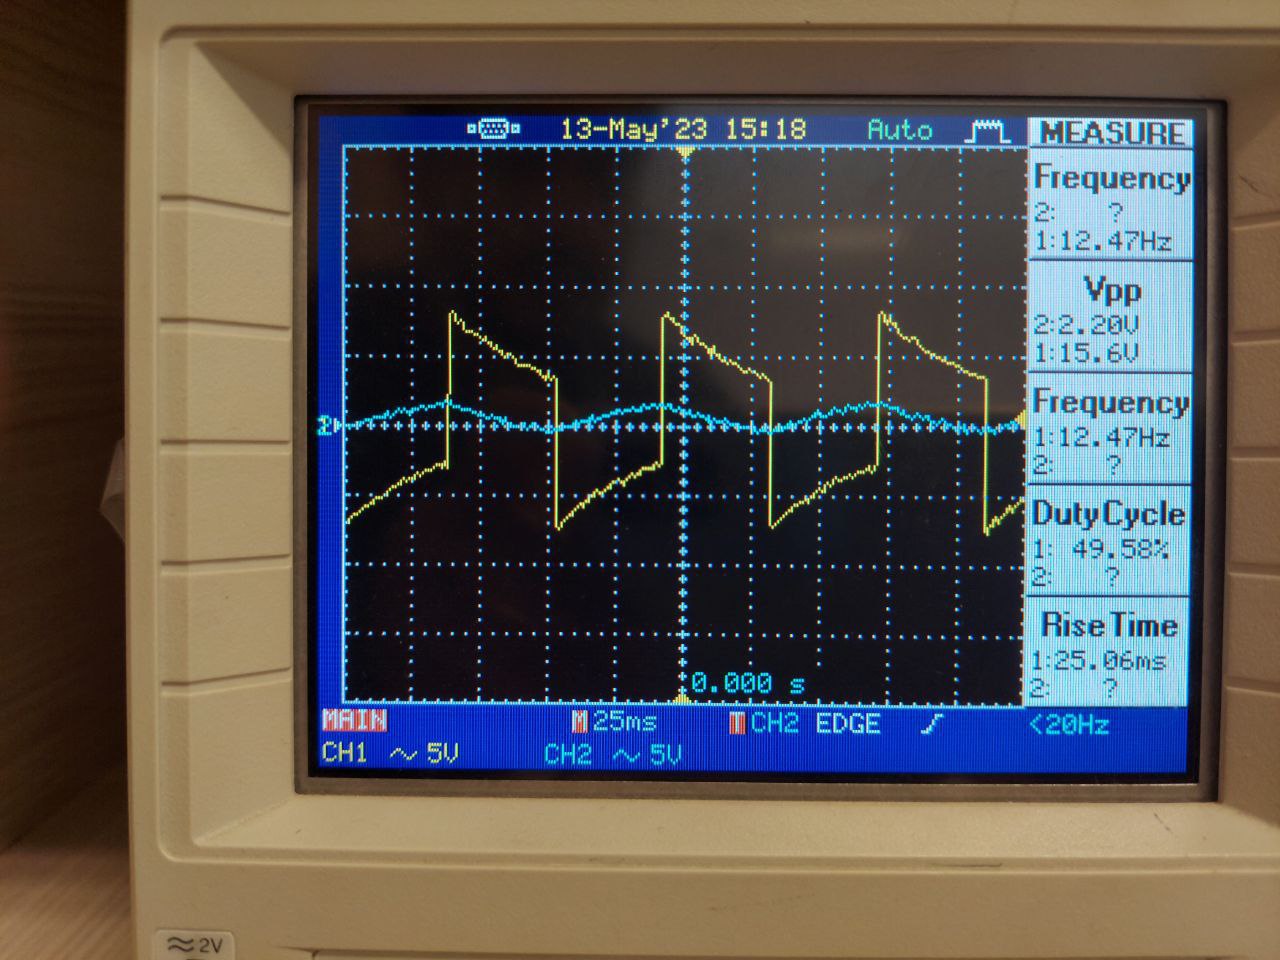 13-May'23 15:18 Auto
MEASURE
Frequency
2: ?
1:12.47Hz
Vpp
2:2.20V
1:15.6V
Frequency
1:12.47Hz
2: ?
Duty Cycle
1: 49.58%
2: ?
Rise Time
1:25.06ms
2: ?
2
0.000 s
MAIN M 25ms T CH2 EDGE <20Hz
CH1 ~ 5V CH2 ~ 5V
≈ 2V